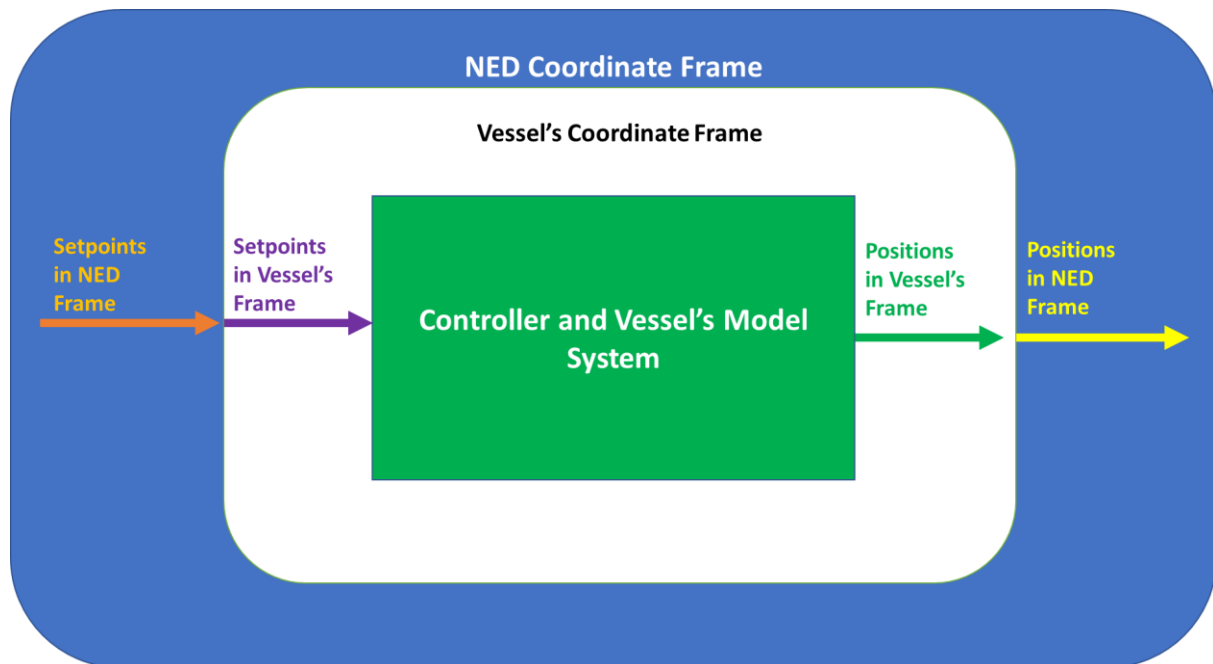 NED Coordinate Frame
Vessel's Coordinate Frame
Setpoints
in NED
Frame
Setpoints
in Vessel's
Frame
Controller and Vessel's Model
System
Positions
in Vessel's
Frame
Positions
in NED
Frame